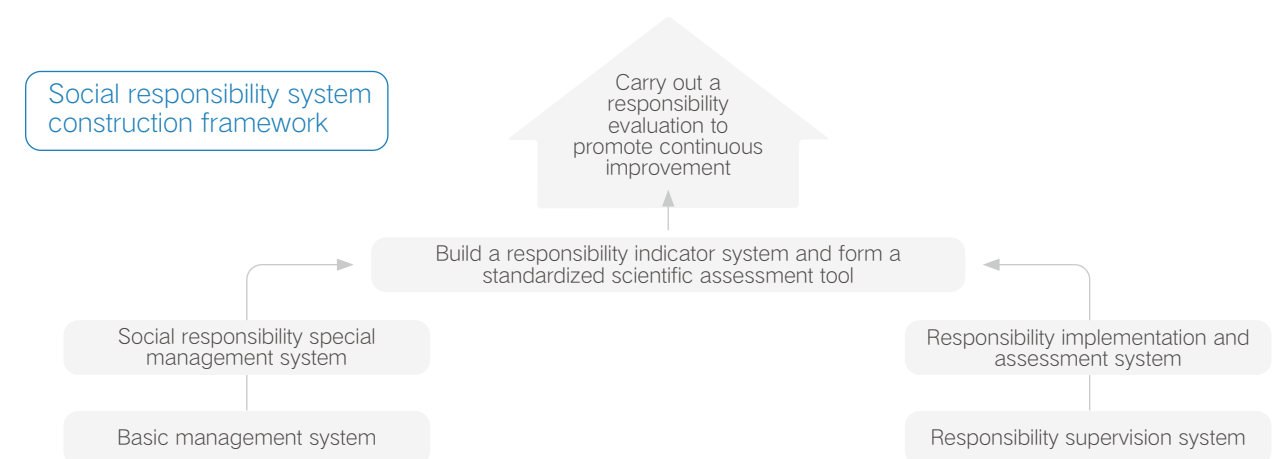 Social responsibility system
construction framework
Carry out a
responsibility
evaluation to
promote continuous
improvement
Build a responsibility indicator system and form a
standardized scientific assessment tool
Social responsibility special
management system
Responsibility implementation and
assessment system
Basic management system
Responsibility supervision system